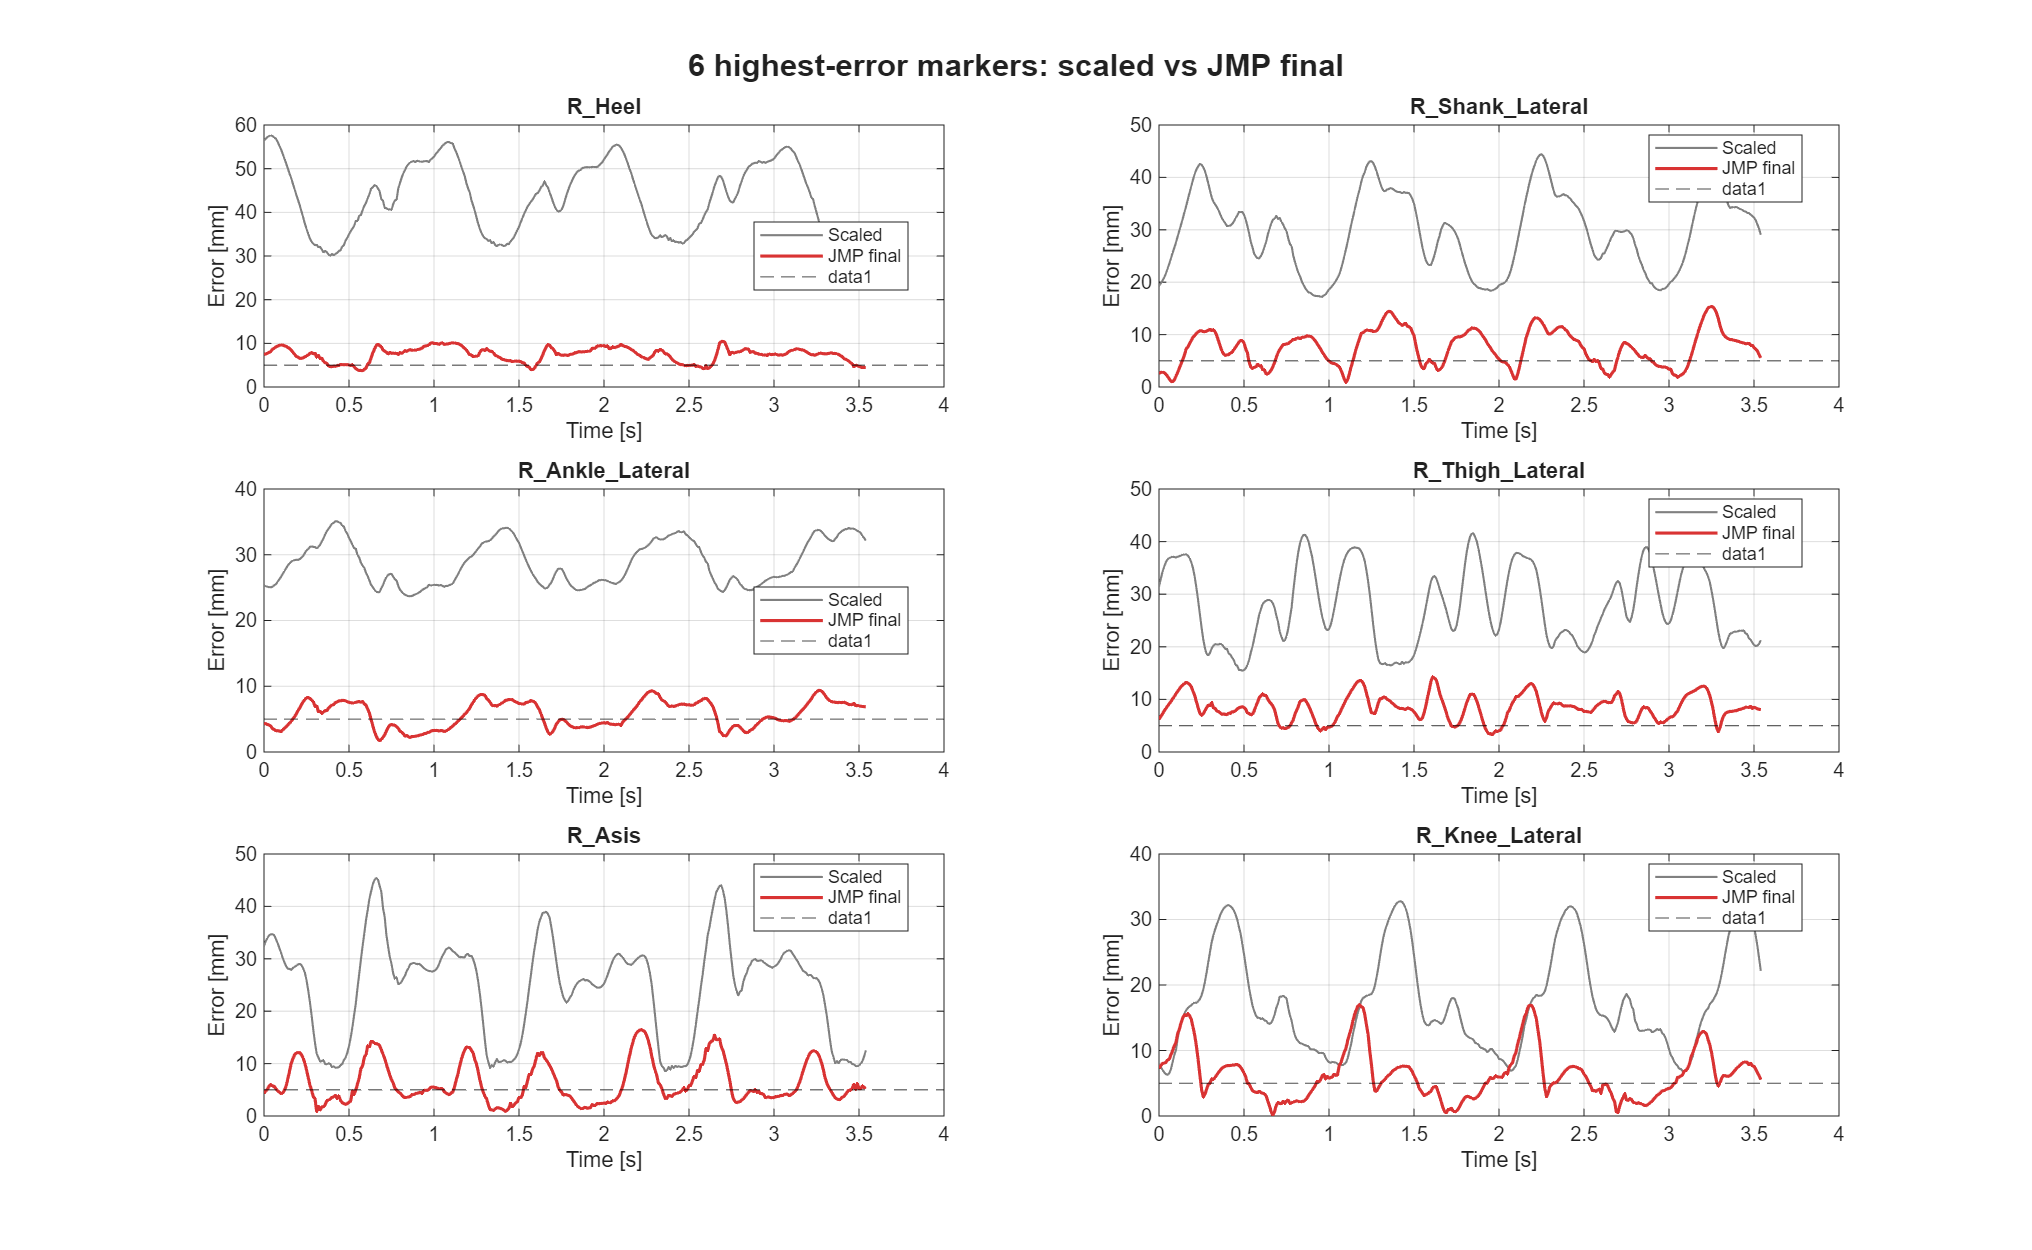 6 highest-error markers: scaled vs JMP final
R_Heel
60
50
40
30
20
10
0
Error [mm]
Scaled
JMP final
data1
0 0.5 1 1.5 2 2.5 3 3.5 4
Time [s]
R_Shank_Lateral
50
40
30
20
10
0
Error [mm]
Scaled
JMP final
data1
0 0.5 1 1.5 2 2.5 3 3.5 4
Time [s]
R_Ankle_Lateral
40
30
20
10
0
Error [mm]
Scaled
JMP final
data1
0 0.5 1 1.5 2 2.5 3 3.5 4
Time [s]
R_Thigh_Lateral
50
40
30
20
10
0
Error [mm]
Scaled
JMP final
data1
0 0.5 1 1.5 2 2.5 3 3.5 4
Time [s]
R_Asis
50
40
30
20
10
0
Error [mm]
Scaled
JMP final
data1
0 0.5 1 1.5 2 2.5 3 3.5 4
Time [s]
R_Knee_Lateral
40
30
20
10
0
Error [mm]
Scaled
JMP final
data1
0 0.5 1 1.5 2 2.5 3 3.5 4
Time [s]